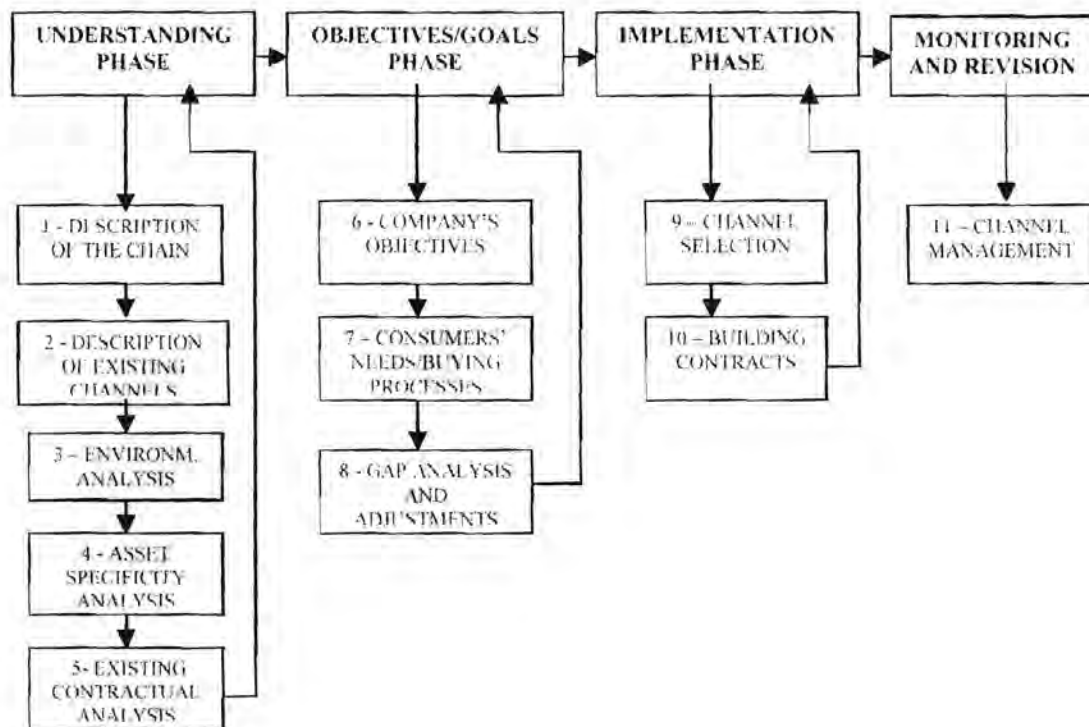 UNDERSTANDING
PHASE
OBJECTIVES/GOALS
PHASE
IMPLEMENTATION
PHASE
MONITORING
AND REVISION
1 - DESCRIPTION
OF THE CHAIN
2 - DESCRIPTION
OF EXISTING
CHANNELS
3 – ENVIRONM.
ANALYSIS
4 - ASSET
SPECIFICITY
ANALYSIS
5- EXISTING
CONTRACTUAL
ANALYSIS
6 - COMPANY'S
OBJECTIVES
7 – CONSUMERS'
NEEDS/BUYING
PROCESSES
8 - GAP ANALYSIS
AND
ADJUSTMENTS
9 – CHANNEL
SELECTION
10 – BUILDING
CONTRACTS
11 – CHANNEL
MANAGEMENT